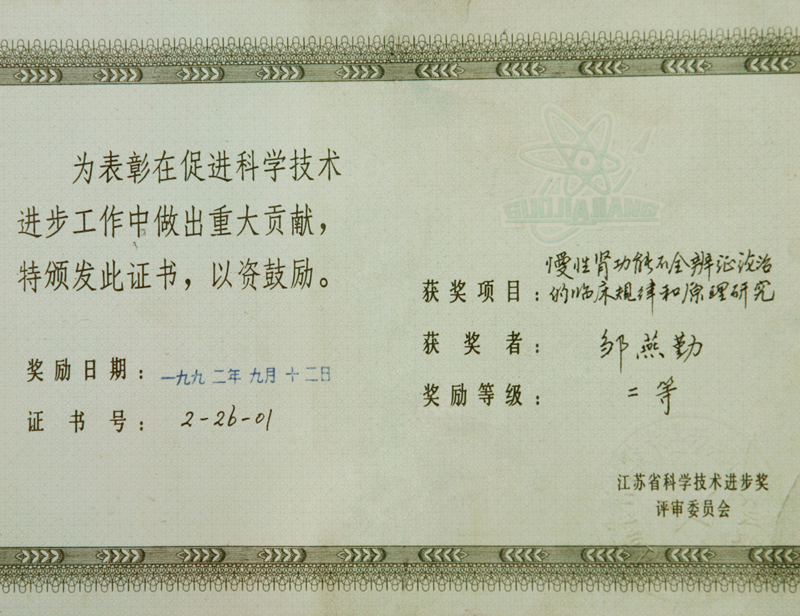 为表彰在促进科学技术
进步工作中做出重大贡献，
特颁发此证书，以资鼓励。
奖励日期：一九九二年九月十二日
证书号：2-26-01
慢性肾功能不全辨证论治
获奖项目：的临床规律和原理研究
获奖者：邹燕勤
奖励等级：二等
江苏省科学技术进步奖
评审委员会